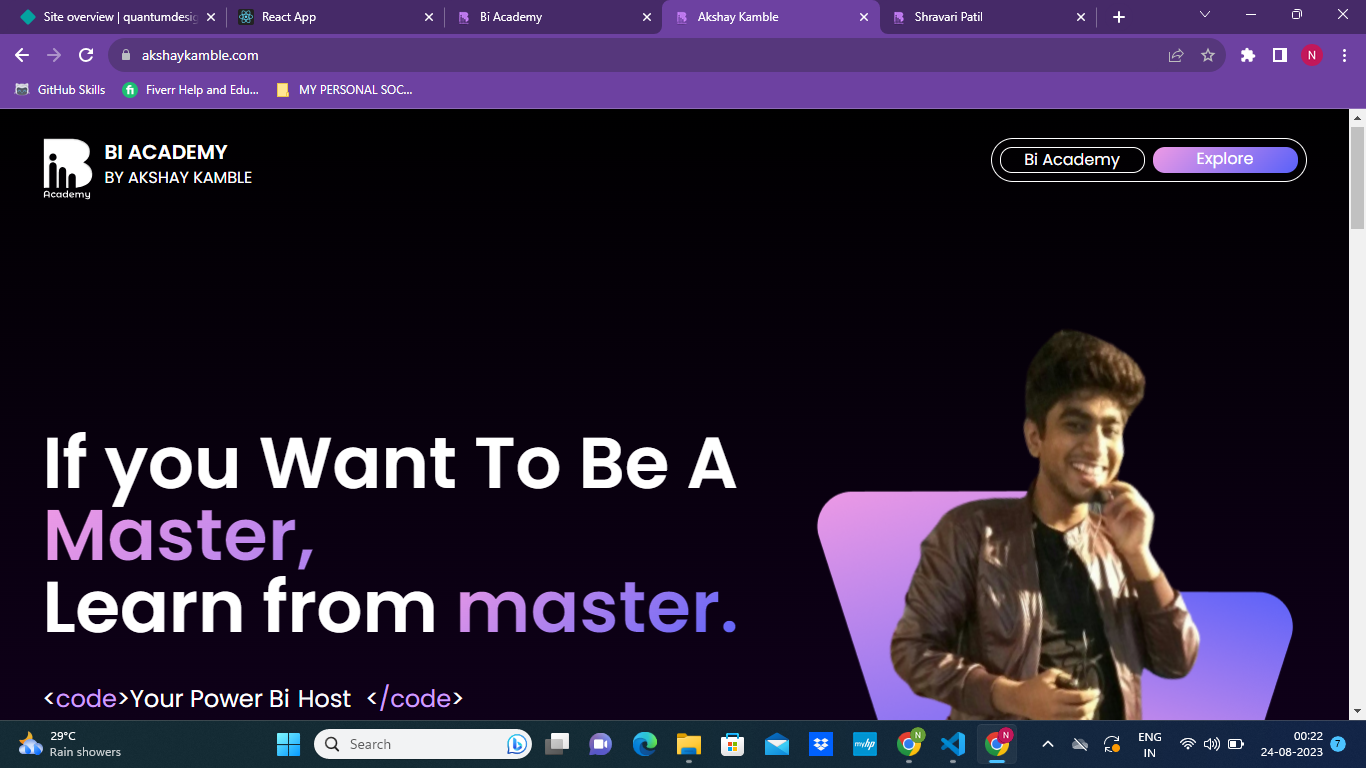 Site overview | quantumdesig
React App
Bi Academy
Akshay Kamble
Shravari Patil
akshaykamble.com
N
GitHub Skills
fi
Fiverr Help and Edu...
MY PERSONAL SOC...
in
Academy
BI ACADEMY
BY AKSHAY KAMBLE
Bi Academy
Explore
If you Want To Be A
Master,
Learn from master.
<code>Your Power Bi Host </code>
29°C
Rain showers
Search
myhp
N
N
ENG
IN
00:22
24-08-2023
7